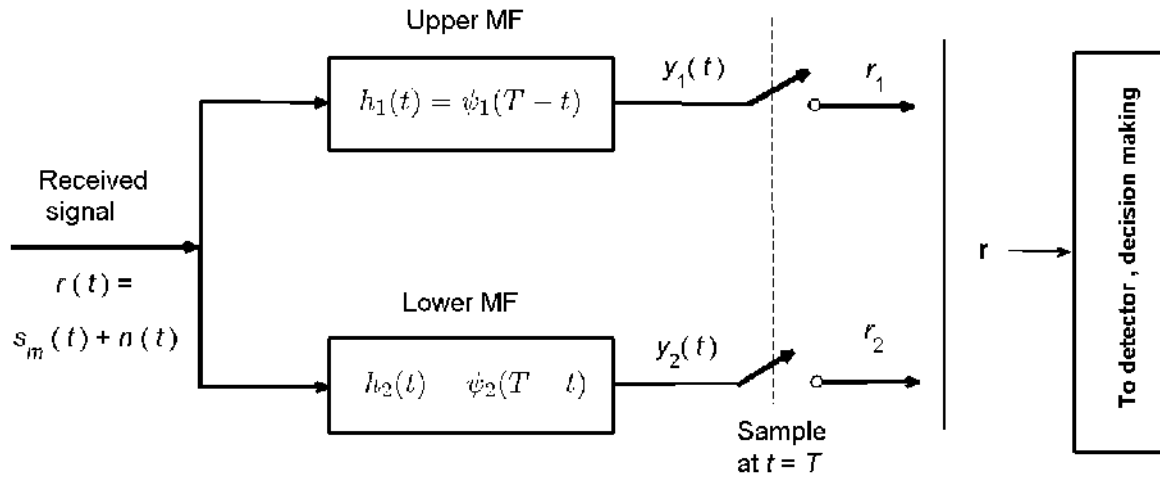 Upper MF
h₁(t) = ψ₁(T − t)
y₁(t)
r₁
Received
signal
r(t) =
sₘ(t) + n(t)
Lower MF
h₂(t) ψ₂(T t)
y₂(t)
r₂
Sample
at t = T
r
To detector , decision making